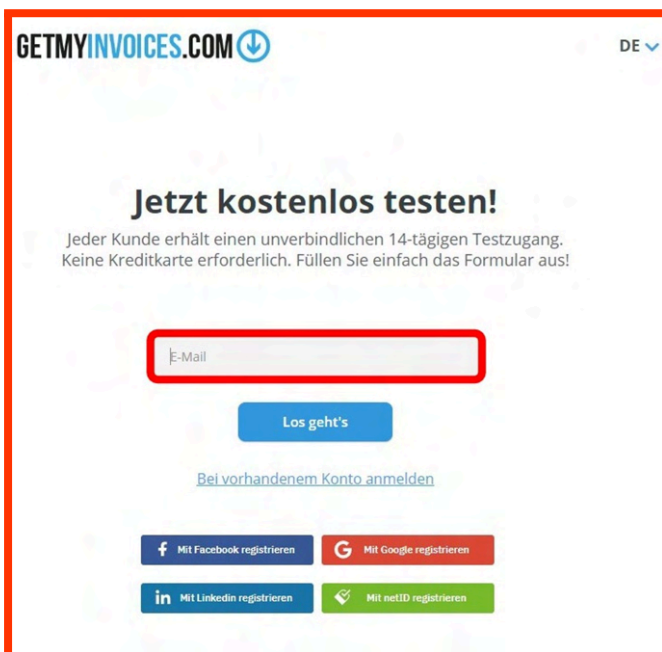 GETMYINVOICES.COM
DE
Jetzt kostenlos testen!
Jeder Kunde erhält einen unverbindlichen 14-tägigen Testzugang.
Keine Kreditkarte erforderlich. Füllen Sie einfach das Formular aus!
E-Mail
Los geht's
Bei vorhandenem Konto anmelden
Mit Facebook registrieren
Mit Google registrieren
Mit Linkedin registrieren
Mit netID registrieren